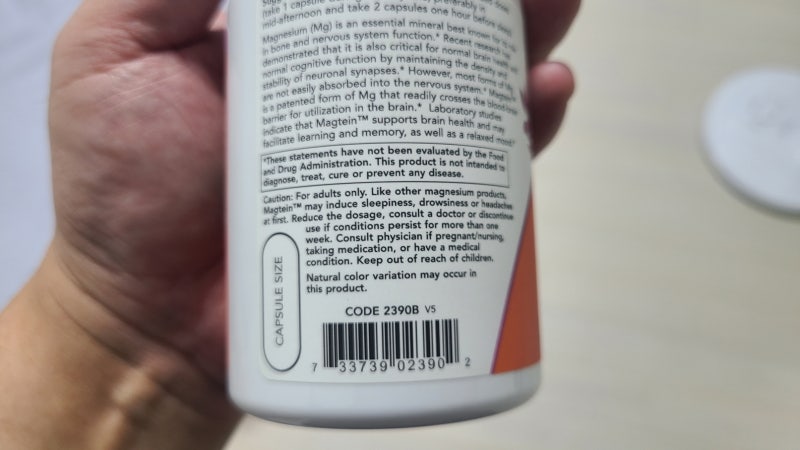 (take 1 capsule
mid-afternoon and take 2 capsules one hour before
Magnesium (Mg) is an essential mineral best known for
in bone and nervous system function.* Recent research has
demonstrated that it is also critical for normal brain health and
normal cognitive function by maintaining the density and
stability of neuronal synapses.* However, most forms of Mg
are not easily absorbed into the nervous system.* Magtein
is a patented form of Mg that readily crosses the blood-brain
barrier for utilization in the brain.* Laboratory studies
indicate that Magtein™ supports brain health and may
facilitate learning and memory, as well as a relaxed mood.*
*These statements have not been evaluated by the Food
and Drug Administration. This product is not intended to
diagnose, treat, cure or prevent any disease.
Caution: For adults only. Like other magnesium products,
Magtein™ may induce sleepiness, drowsiness or headaches
at first. Reduce the dosage, consult a doctor or discontinue
use if conditions persist for more than one
week. Consult physician if pregnant/nursing,
taking medication, or have a medical
condition. Keep out of reach of children.
Natural color variation may occur in
this product.
CAPSULE SIZE
CODE 2390B V5
7 33739 02390 2